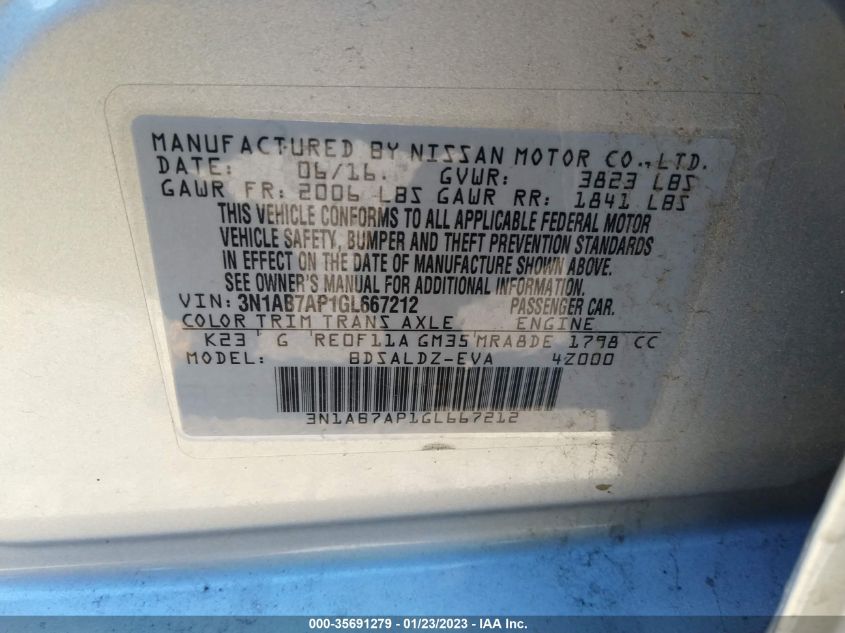 MANUFACTURED BY NISSAN MOTOR CO., LTD.
DATE: 06/16. GVWR: 3823 LBS
GAWR FR: 2006 LBS GAWR RR: 1841 LBS
THIS VEHICLE CONFORMS TO ALL APPLICABLE FEDERAL MOTOR
VEHICLE SAFETY, BUMPER AND THEFT PREVENTION STANDARDS
IN EFFECT ON THE DATE OF MANUFACTURE SHOWN ABOVE.
SEE OWNER'S MANUAL FOR ADDITIONAL INFORMATION.
VIN: 3N1AB7AP1GL667212 PASSENGER CAR.
COLOR TRIM TRANS AXLE ENGINE
K23 G RE0F11A GM35 MRA8DE 1798 CC
MODEL: BDSALDZ-EVA 4Z000
3N1AB7AP1GL667212
000-35691279 / 01/23/2023 - COPYRIGHT IAA, LLC.